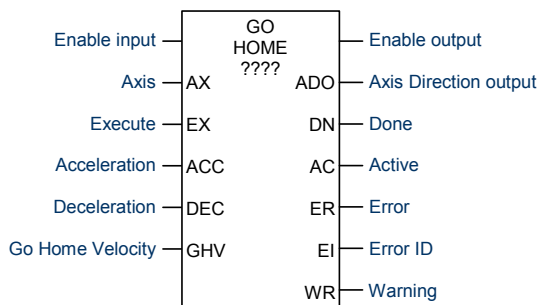 GO
Enable input Enable output
HOME
????
Axis AX ADO Axis Direction output
Execute EX DN Done
Acceleration ACC AC Active
Deceleration DEC ER Error
Go Home Velocity GHV EI Error ID
WR Warning